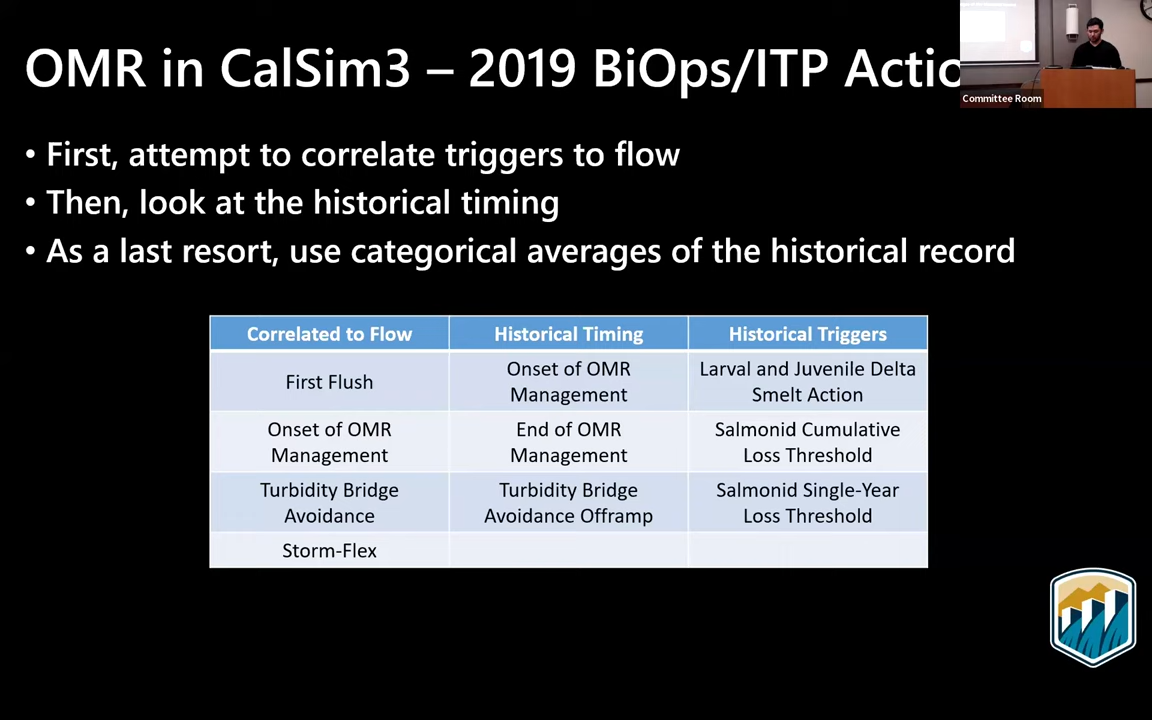 OMR in CalSim3 – 2019 BiOps/ITP Actio
Committee Room
• First, attempt to correlate triggers to flow
• Then, look at the historical timing
• As a last resort, use categorical averages of the historical record
Correlated to Flow
Historical Timing
Historical Triggers
First Flush
Onset of OMR
Management
Larval and Juvenile Delta
Smelt Action
Onset of OMR
Management
End of OMR
Management
Salmonid Cumulative
Loss Threshold
Turbidity Bridge
Avoidance
Turbidity Bridge
Avoidance Offramp
Salmonid Single-Year
Loss Threshold
Storm-Flex